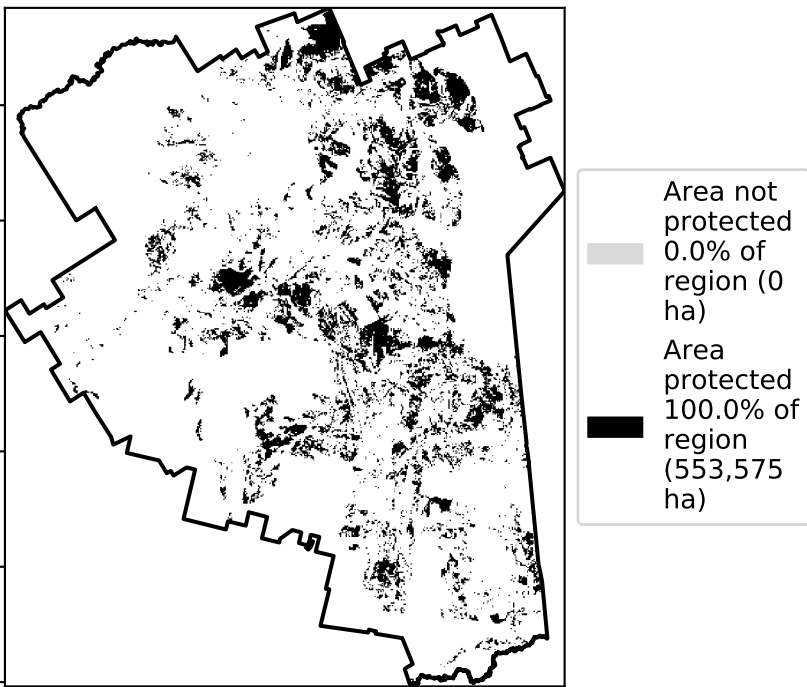 Area not
protected
0.0% of
region (0
ha)
Area
protected
100.0% of
region
(553,575
ha)